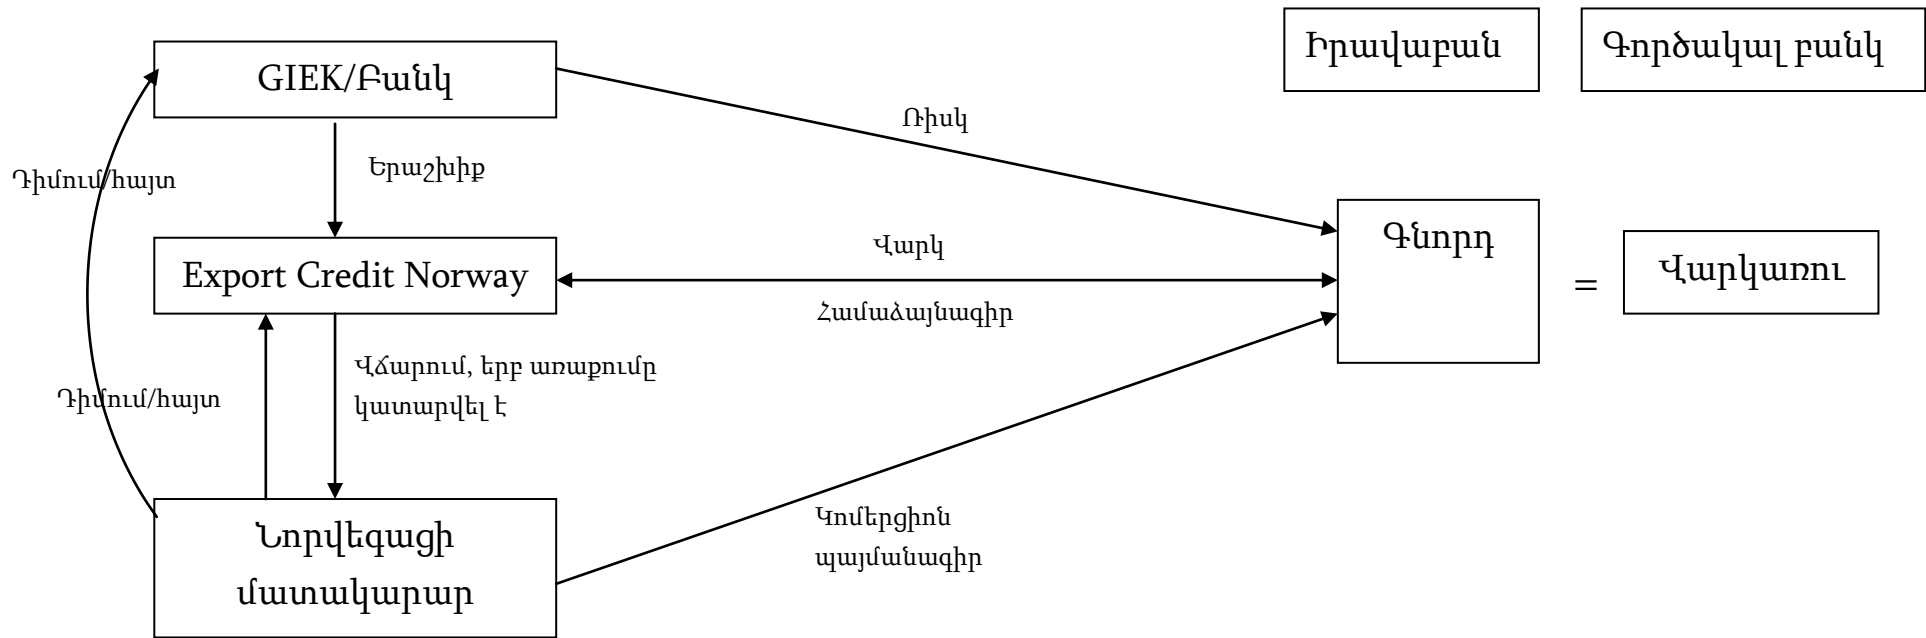 Իրավաբան
Գործակալ բանկ
GIEK/Բանկ
Ռիսկ
Երաշխիք
Դիմում/հայտ
Գնորդ
Վարկ
Export Credit Norway
=
Վարկառու
Համաձայնագիր
Վճարում, երբ առաքումը
կատարվել է
Դիմում/հայտ
Կոմերցիոն
պայմանագիր
Նորվեգացի
մատակարար